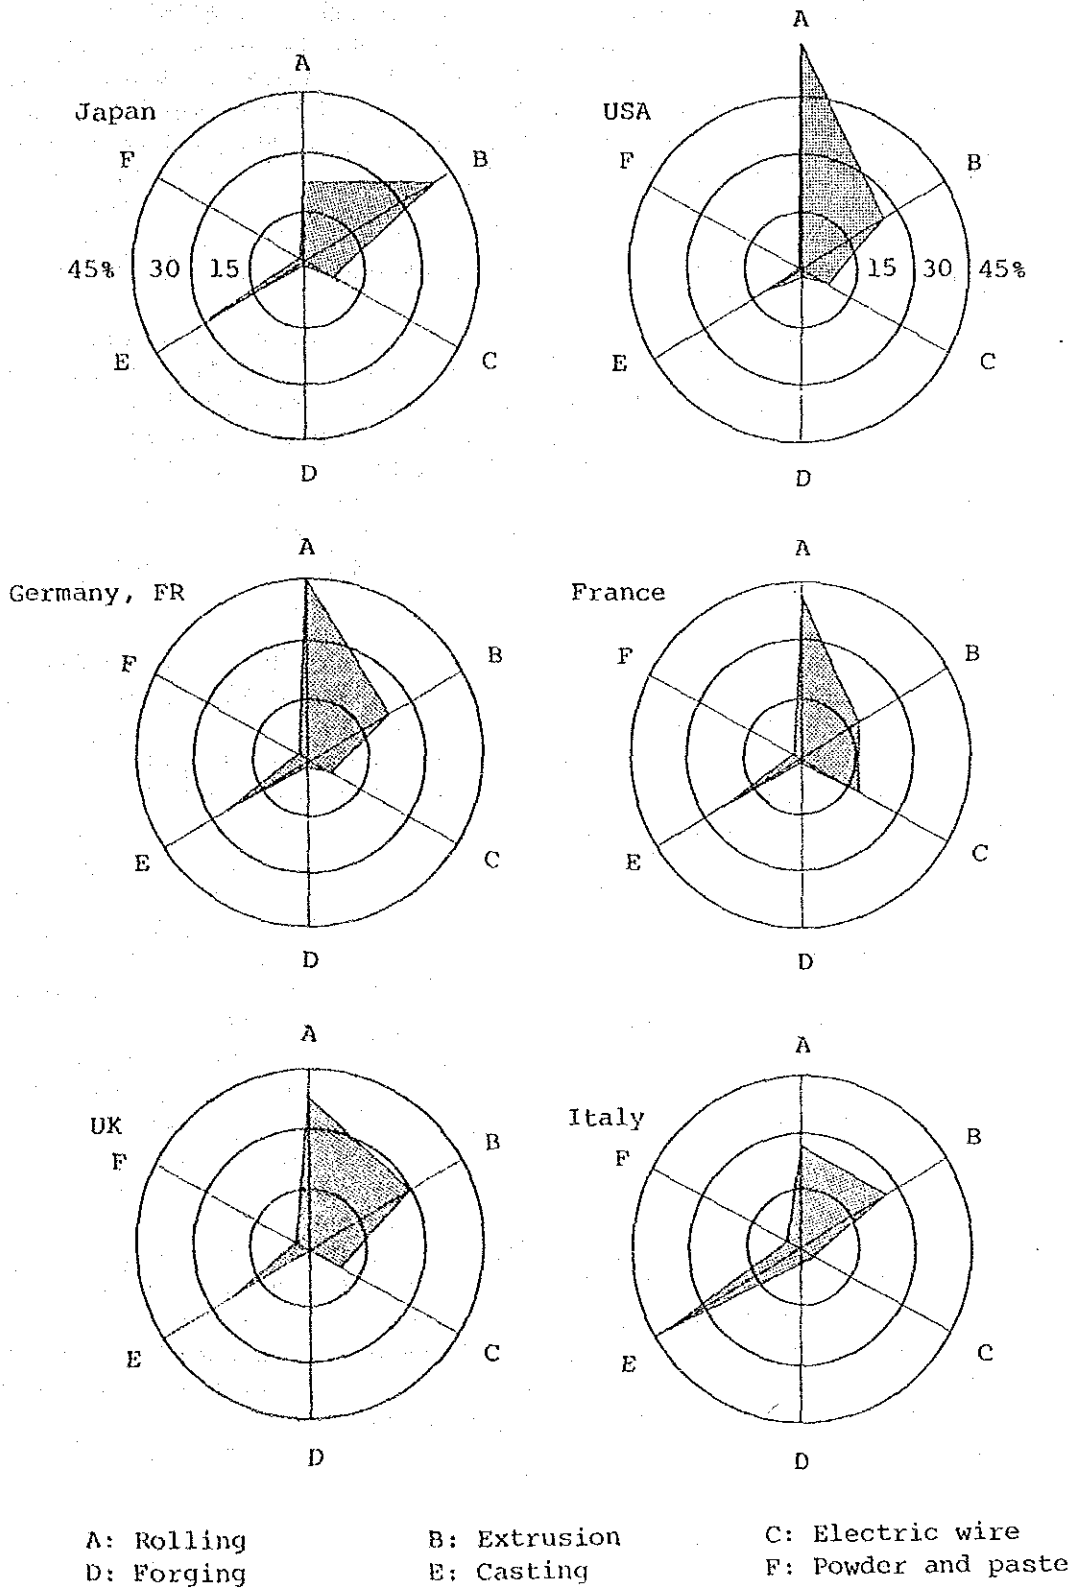 Japan
A
B
C
D
E
F
45% 30 15
USA
A
B
C
D
E
F
15 30 45%
Germany, FR
A
B
C
D
E
F
France
A
B
C
D
E
F
UK
A
B
C
D
E
F
Italy
A
B
C
D
E
F
A: Rolling B: Extrusion C: Electric wire
D: Forging E: Casting F: Powder and paste